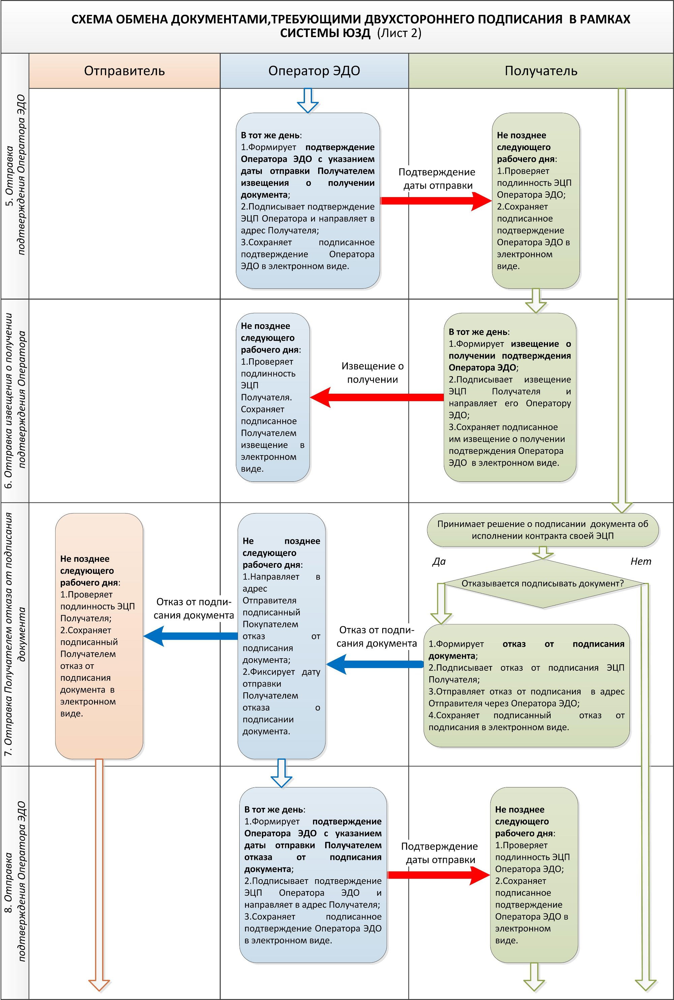 СХЕМА ОБМЕНА ДОКУМЕНТАМИ,ТРЕБУЮЩИМИ ДВУХСТОРОННЕГО ПОДПИСАНИЯ В РАМКАХ
СИСТЕМЫ ЮЗД (Лист 2)
Отправитель
Оператор ЭДО
Получатель
5. Отправка
подтверждения Оператора ЭДО
В тот же день:
1.Формирует подтверждение
Оператора ЭДО с указанием
даты отправки Получателем
извещения о получении
документа;
2.Подписывает подтверждение
ЭЦП Оператора и направляет в
адрес Получателя;
3.Сохраняет подписанное
подтверждение Оператора
ЭДО в электронном виде.
Подтверждение
даты отправки
Не позднее
следующего
рабочего дня:
1.Проверяет
подлинность ЭЦП
Оператора ЭДО;
2.Сохраняет
подписанное
подтверждение
Оператора ЭДО в
электронном
виде.
6. Отправка извещения о получении
подтверждения Оператора
Не позднее
следующего
рабочего дня:
1.Проверяет
подлинность
ЭЦП
Получателя.
Сохраняет
подписанное
Получателем
извещение в
электронном
виде.
Извещение о
получении
В тот же день:
1.Формирует извещение о
получении подтверждения
Оператора ЭДО;
2.Подписывает извещение
ЭЦП Получателя и
направляет его Оператору
ЭДО;
3.Сохраняет подписанное
им извещение о получении
подтверждения Оператора
ЭДО в электронном виде.
7. Отправка Получателем отказа от подписания
документа
Не позднее
следующего
рабочего дня:
1.Проверяет
подлинность ЭЦП
Получателя;
2.Сохраняет
подписанный
Получателем
отказ от
подписания
документа в
электронном
виде.
Отказ от подпи-
сания документа
Не позднее
следующего
рабочего дня:
1.Направляет в
адрес
Отправителя
подписанный
Покупателем
отказ от
подписания
документа;
2.Фиксирует дату
отправки
Получателем
отказа о
подписании
документа.
Отказ от подпи-
сания документа
Принимает решение о подписании документа об
исполнении контракта своей ЭЦП
Да
Нет
Отказывается подписывать документ?
1.Формирует отказ от подписания
документа;
2.Подписывает отказ от подписания ЭЦП
Получателя;
3.Отправляет отказ от подписания в адрес
Отправителя через Оператора ЭДО;
4.Сохраняет подписанный отказ от
подписания в электронном виде.
8. Отправка
подтверждения Оператора ЭДО
В тот же день:
1.Формирует подтверждение
Оператора ЭДО с указанием
даты отправки Получателем
отказа от подписания
документа;
2.Подписывает подтверждение
ЭЦП Оператора ЭДО и
направляет в адрес Получателя;
3.Сохраняет подписанное
подтверждение Оператора ЭДО
в электронном виде.
Подтверждение
даты отправки
Не позднее
следующего
рабочего дня:
1.Проверяет
подлинность ЭЦП
Оператора ЭДО;
2.Сохраняет
подписанное
подтверждение
Оператора ЭДО в
электронном
виде.